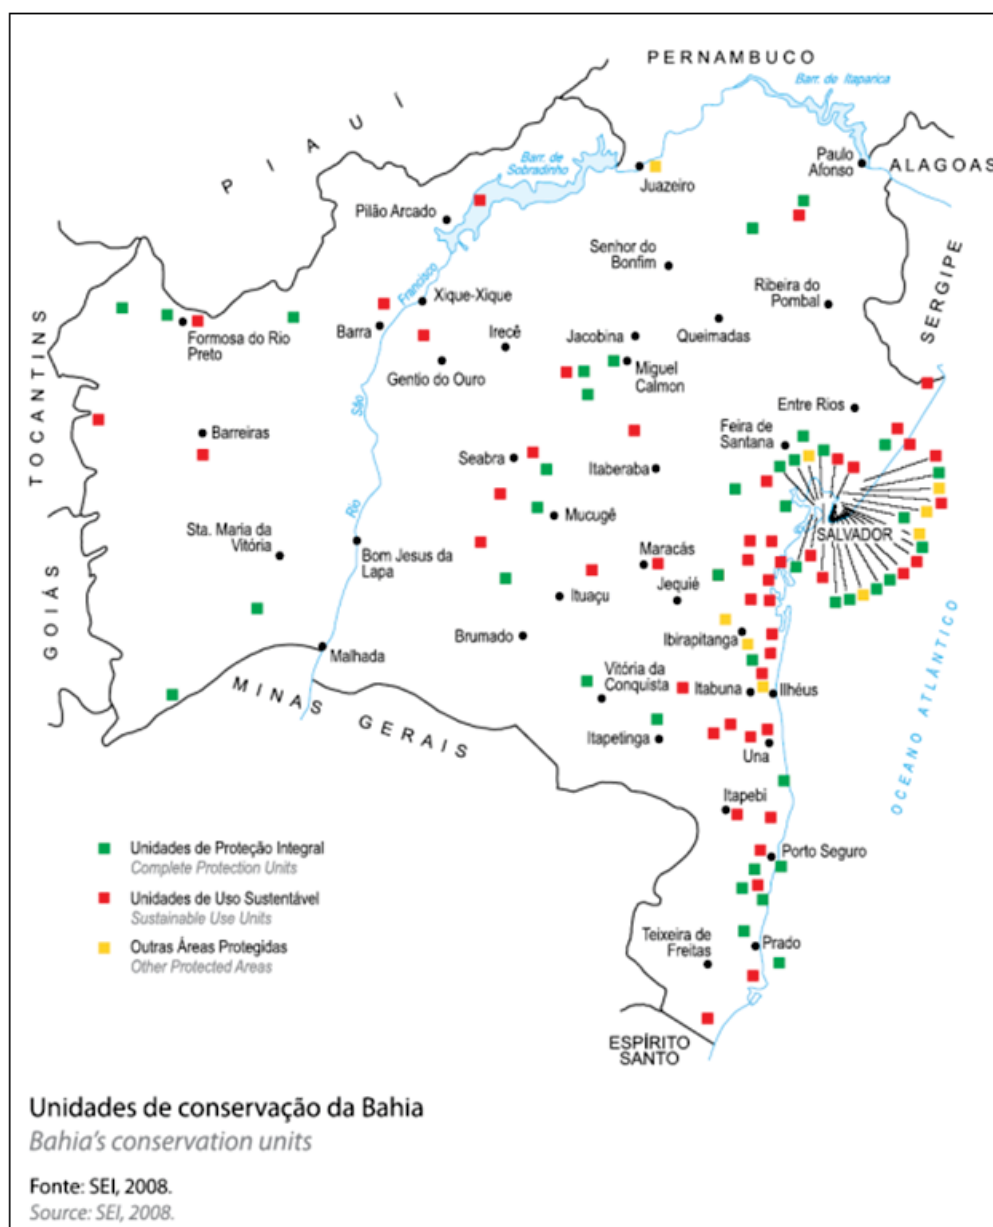 PERNAMBUCO
Barr. de Itaparica
PIAUÍ
Barr. de
Sobradinho
Paulo
Afonso
ALAGOAS
Juazeiro
Pilão Arcado
Senhor do
Bonfim
SERGIPE
Francisco
Xique-Xique
Ribeira do
Pombal
TOCANTINS
Formosa do Rio
Preto
Barra
Irecê
Jacobina
Queimadas
Gentio do Ouro
Miguel
Calmon
São
Entre Rios
Barreiras
Feira de
Santana
Seabra
Itaberaba
Rio
Mucugê
Sta. Maria da
Vitória
SALVADOR
Bom Jesus da
Lapa
Maracás
GOIÁS
Ituaçu
Jequié
Brumado
Ibirapitanga
OCEANO ATLÂNTICO
Malhada
MINAS GERAIS
Vitória da
Conquista
Itabuna
Ilhéus
Itapetinga
Una
Itapebi
Unidades de Proteção Integral
Complete Protection Units
Porto Seguro
Unidades de Uso Sustentável
Sustainable Use Units
Outras Áreas Protegidas
Other Protected Areas
Teixeira de
Freitas
Prado
ESPÍRITO
SANTO
Unidades de conservação da Bahia
Bahia's conservation units
Fonte: SEI, 2008.
Source: SEI, 2008.